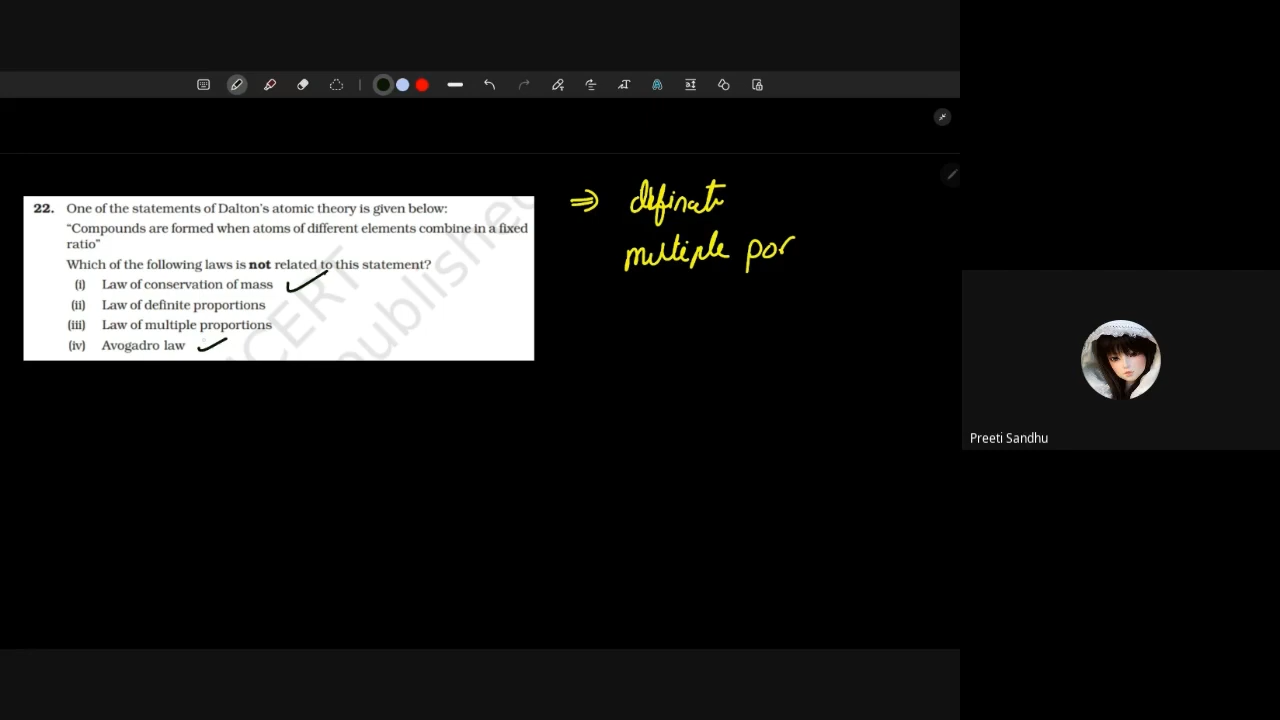 22. One of the statements of Dalton's atomic theory is given below:
"Compounds are formed when atoms of different elements combine in a fixed
ratio"
Which of the following laws is not related to this statement?
(i) Law of conservation of mass
(ii) Law of definite proportions
(iii) Law of multiple proportions
(iv) Avogadro law
NCERT
published
⇒ definate
multiple por
Preeti Sandhu